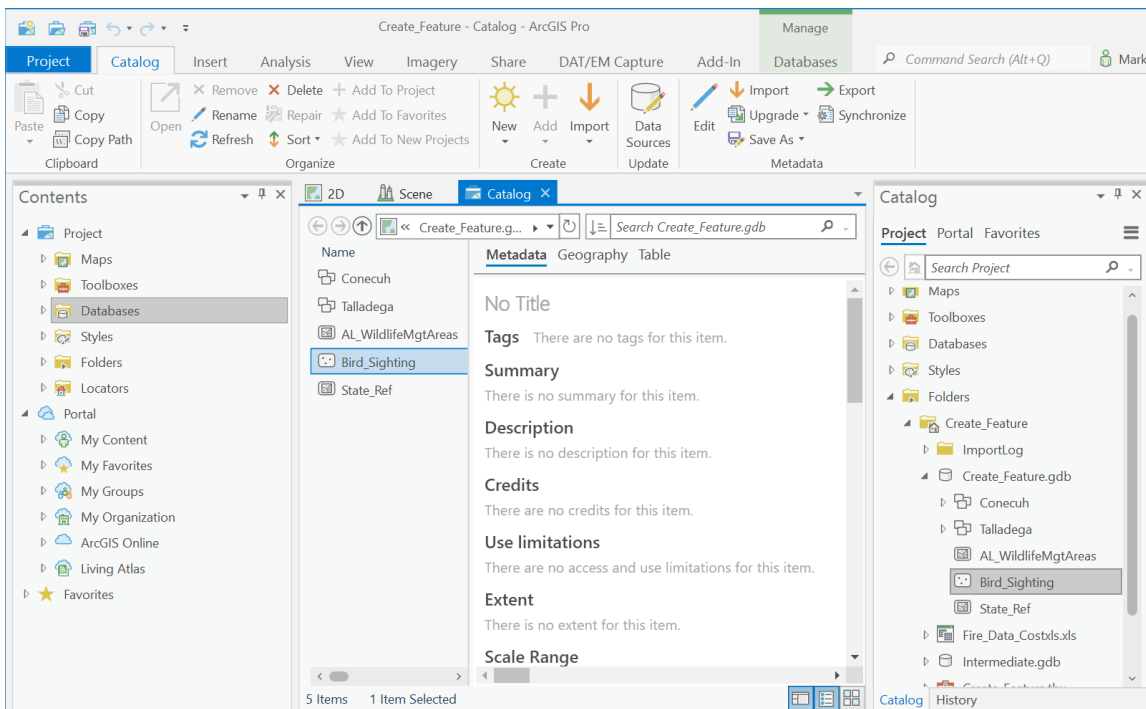 Create_Feature - Catalog - ArcGIS Pro
Manage
Project Catalog Insert Analysis View Imagery Share DAT/EM Capture Add-In Databases
Command Search (Alt+Q)
Mark
Paste
Cut
Copy
Copy Path
Clipboard
Open
Remove Delete Add To Project
Rename Repair Add To Favorites
Refresh Sort Add To New Projects
Organize
New Add Import
Create
Data
Sources
Update
Edit
Import Export
Upgrade Synchronize
Save As
Metadata
Contents
Project
Maps
Toolboxes
Databases
Styles
Folders
Locators
Portal
My Content
My Favorites
My Groups
My Organization
ArcGIS Online
Living Atlas
Favorites
2D Scene Catalog
« Create_Feature.g...
Search Create_Feature.gdb
Name
Conecuh
Talladega
AL_WildlifeMgtAreas
Bird_Sighting
State_Ref
Metadata Geography Table
No Title
Tags There are no tags for this item.
Summary
There is no summary for this item.
Description
There is no description for this item.
Credits
There are no credits for this item.
Use limitations
There are no access and use limitations for this item.
Extent
There is no extent for this item.
Scale Range
5 Items 1 Item Selected
Catalog
Project Portal Favorites
Search Project
Maps
Toolboxes
Databases
Styles
Folders
Create_Feature
ImportLog
Create_Feature.gdb
Conecuh
Talladega
AL_WildlifeMgtAreas
Bird_Sighting
State_Ref
Fire_Data_Costxls.xls
Intermediate.gdb
Catalog History